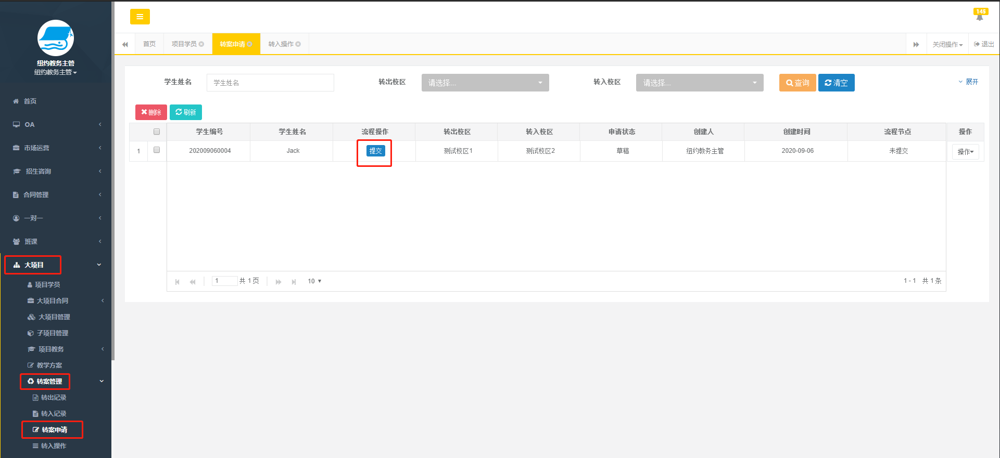 145
纽约教务主管
纽约教务主管
首页
OA
市场运营
招生咨询
合同管理
一对一
班课
大项目
项目学员
大项目合同
大项目管理
子项目管理
项目教务
教学方案
转案管理
转出记录
转入记录
转案申请
转入操作
首页 项目学员 转案申请 转入操作 关闭操作 退出
学生姓名 学生姓名 转出校区 请选择... 转入校区 请选择... 查询 清空 展开
删除 刷新
学生编号 学生姓名 流程操作 转出校区 转入校区 申请状态 创建人 创建时间 流程节点 操作
1 202009060004 Jack 提交 测试校区1 测试校区2 草稿 纽约教务主管 2020-09-06 未提交 操作
1 共 1 页 10 1 - 1 共 1 条